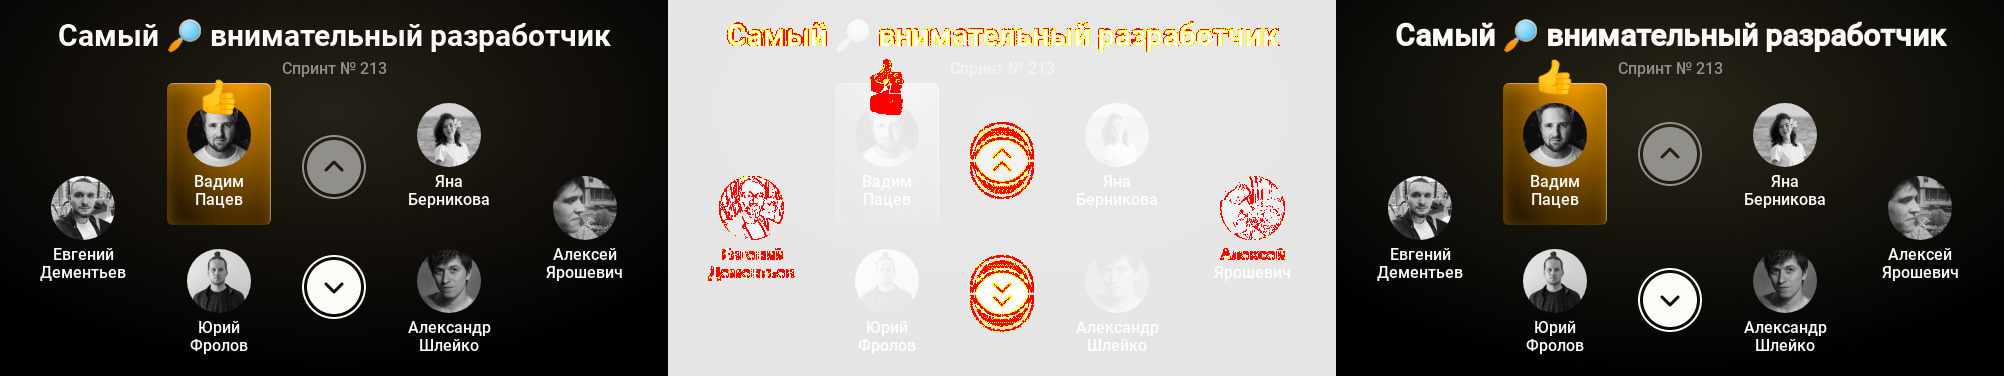 Самый 🔎 внимательный разработчик
Спринт № 213
Вадим
Пацев
Яна
Берникова
Евгений
Дементьев
Алексей
Ярошевич
Юрий
Фролов
Александр
Шлейко
Самый 🔎 внимательный разработчик
Спринт № 213
Вадим
Пацев
Яна
Берникова
Евгений
Дементьев
Алексей
Ярошевич
Юрий
Фролов
Александр
Шлейко
Самый 🔎 внимательный разработчик
Спринт № 213
Вадим
Пацев
Яна
Берникова
Евгений
Дементьев
Алексей
Ярошевич
Юрий
Фролов
Александр
Шлейко